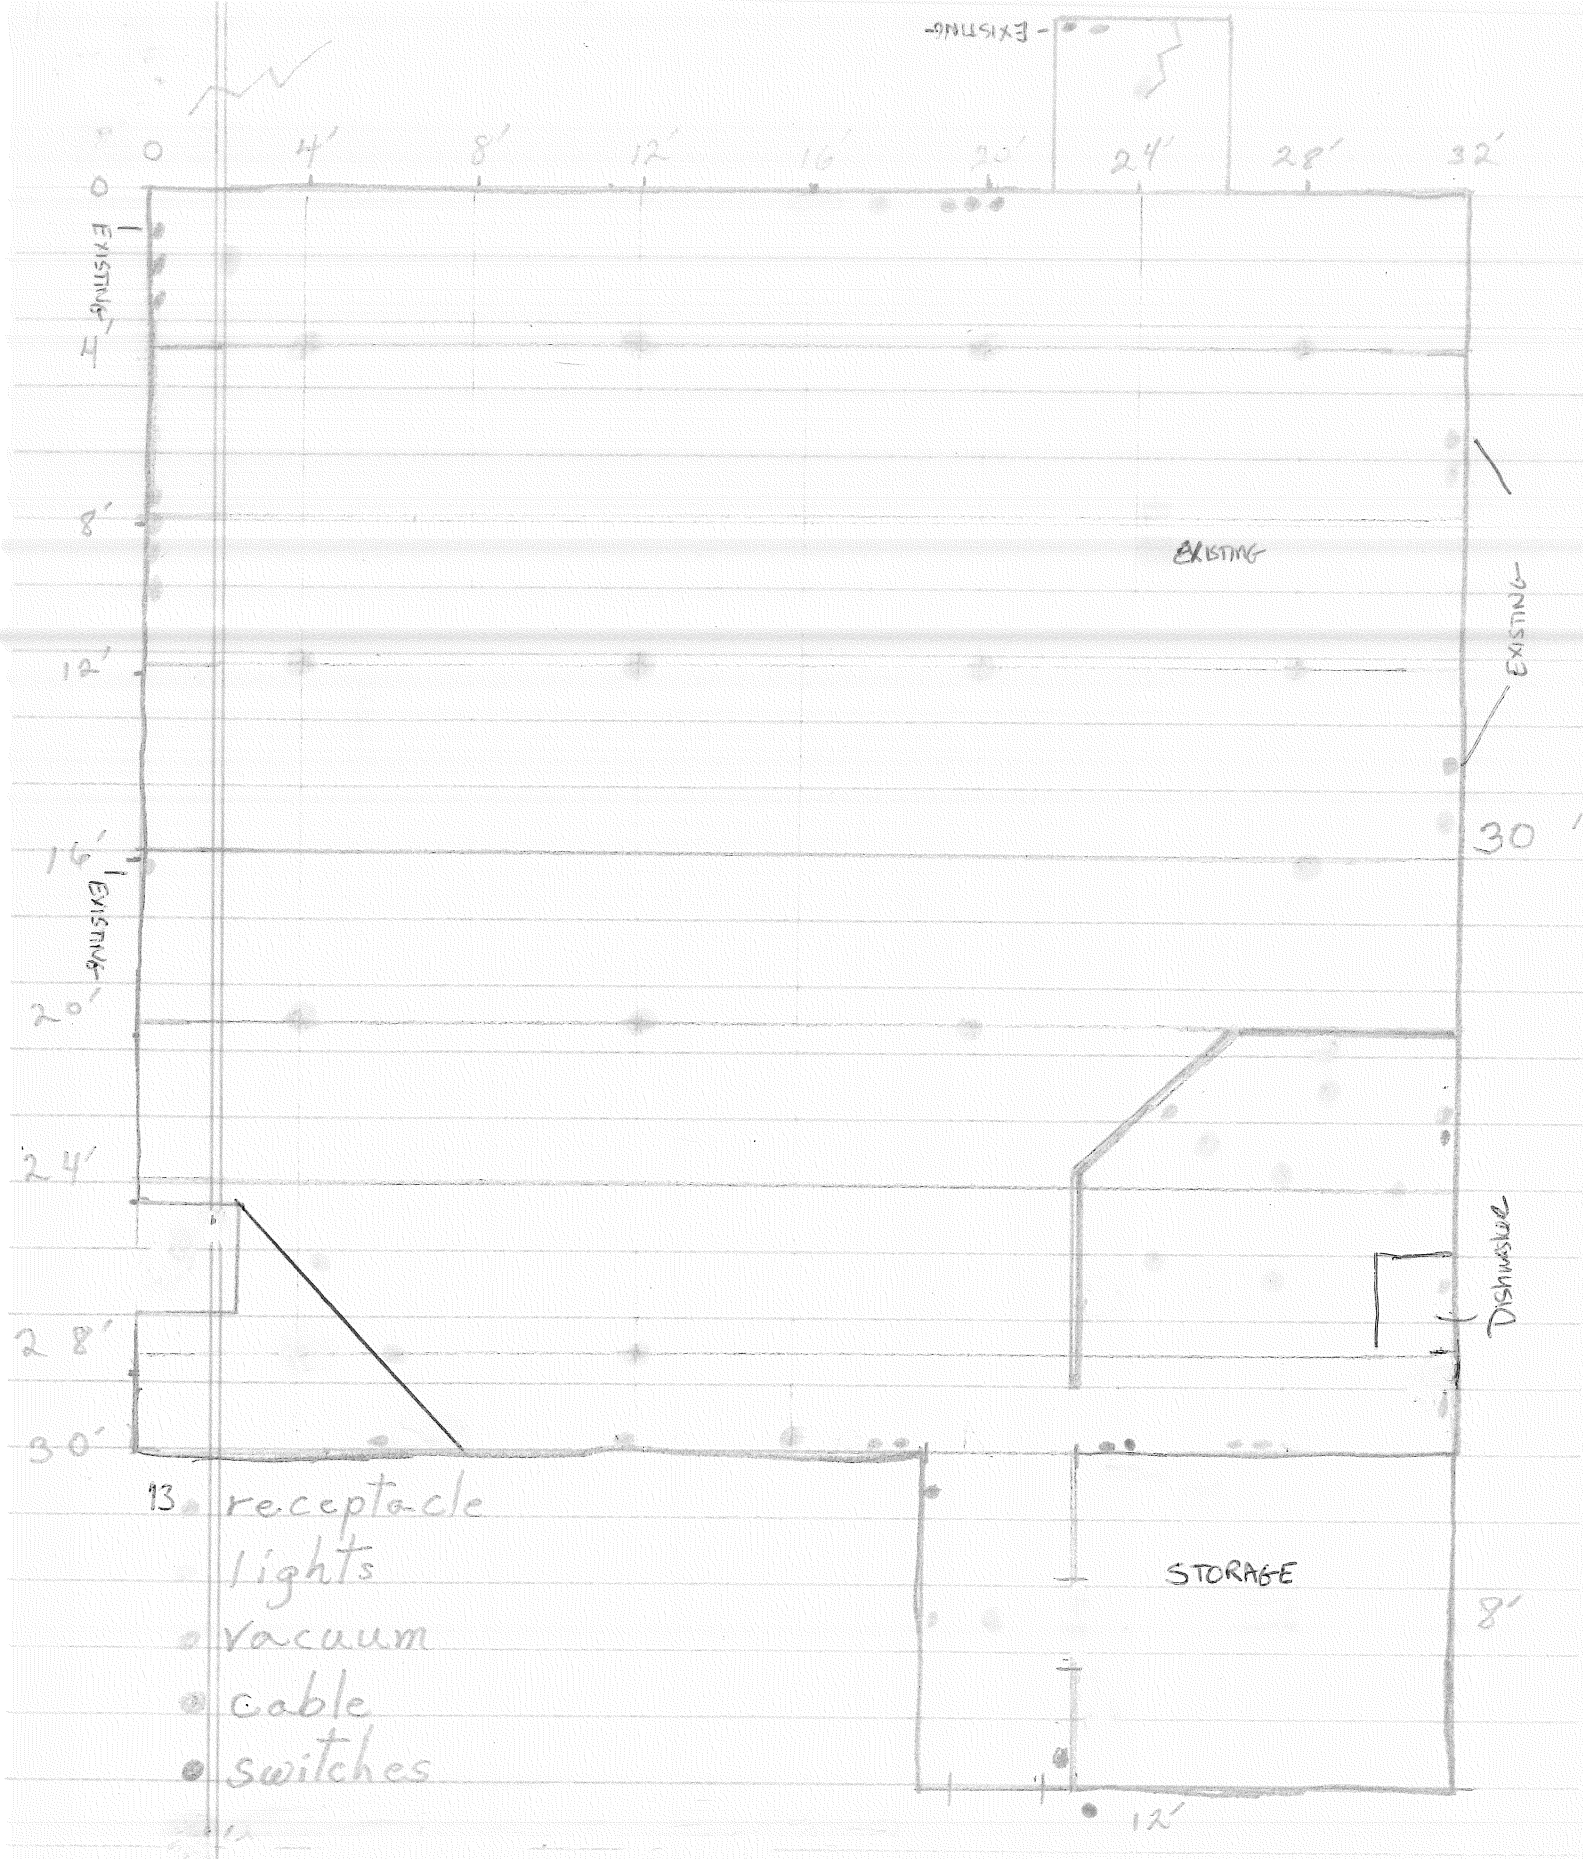 -EXISTING
0 4' 8' 12' 16 20' 24' 28' 32'
0
EXISTING
4'
8'
EXISTING
EXISTING
12'
30'
16'
EXISTING
20'
24'
DishwasheR
28'
30'
13 receptacle
lights
STORAGE
8'
vacuum
cable
switches
12'